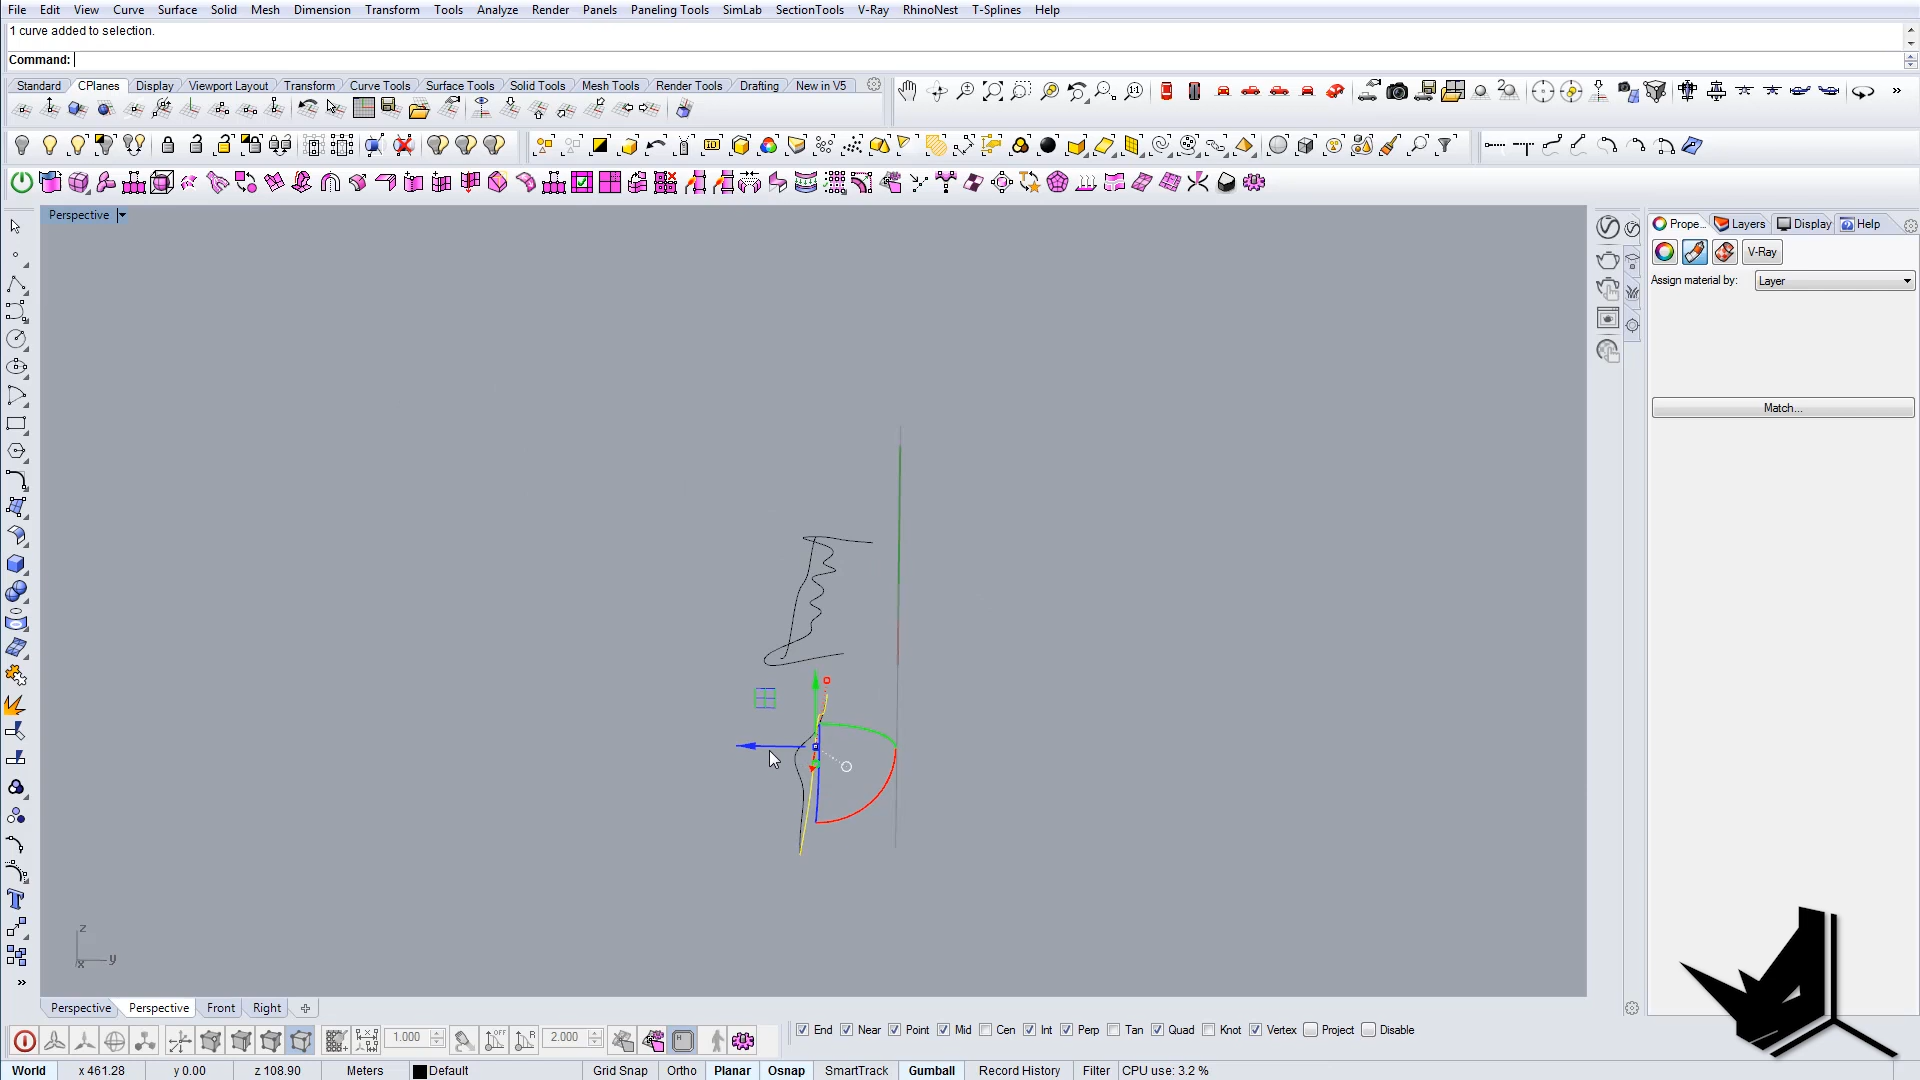 File Edit View Curve Surface Solid Mesh Dimension Transform Tools Analyze Render Panels Paneling Tools SimLab SectionTools V-Ray RhinoNest T-Splines Help
1 curve added to selection.
Command:
Standard CPlanes Display Viewport Layout Transform Curve Tools Surface Tools Solid Tools Mesh Tools Render Tools Drafting New in V5
Perspective
Prope... Layers Display Help
V-Ray
Assign material by: Layer
Match...
z
x y
Perspective Perspective Front Right
1.000 2.000 End Near Point Mid Cen Int Perp Tan Quad Knot Vertex Project Disable
World x 461.28 y 0.00 z 108.90 Meters Default Grid Snap Ortho Planar Osnap SmartTrack Gumball Record History Filter CPU use: 3.2 %